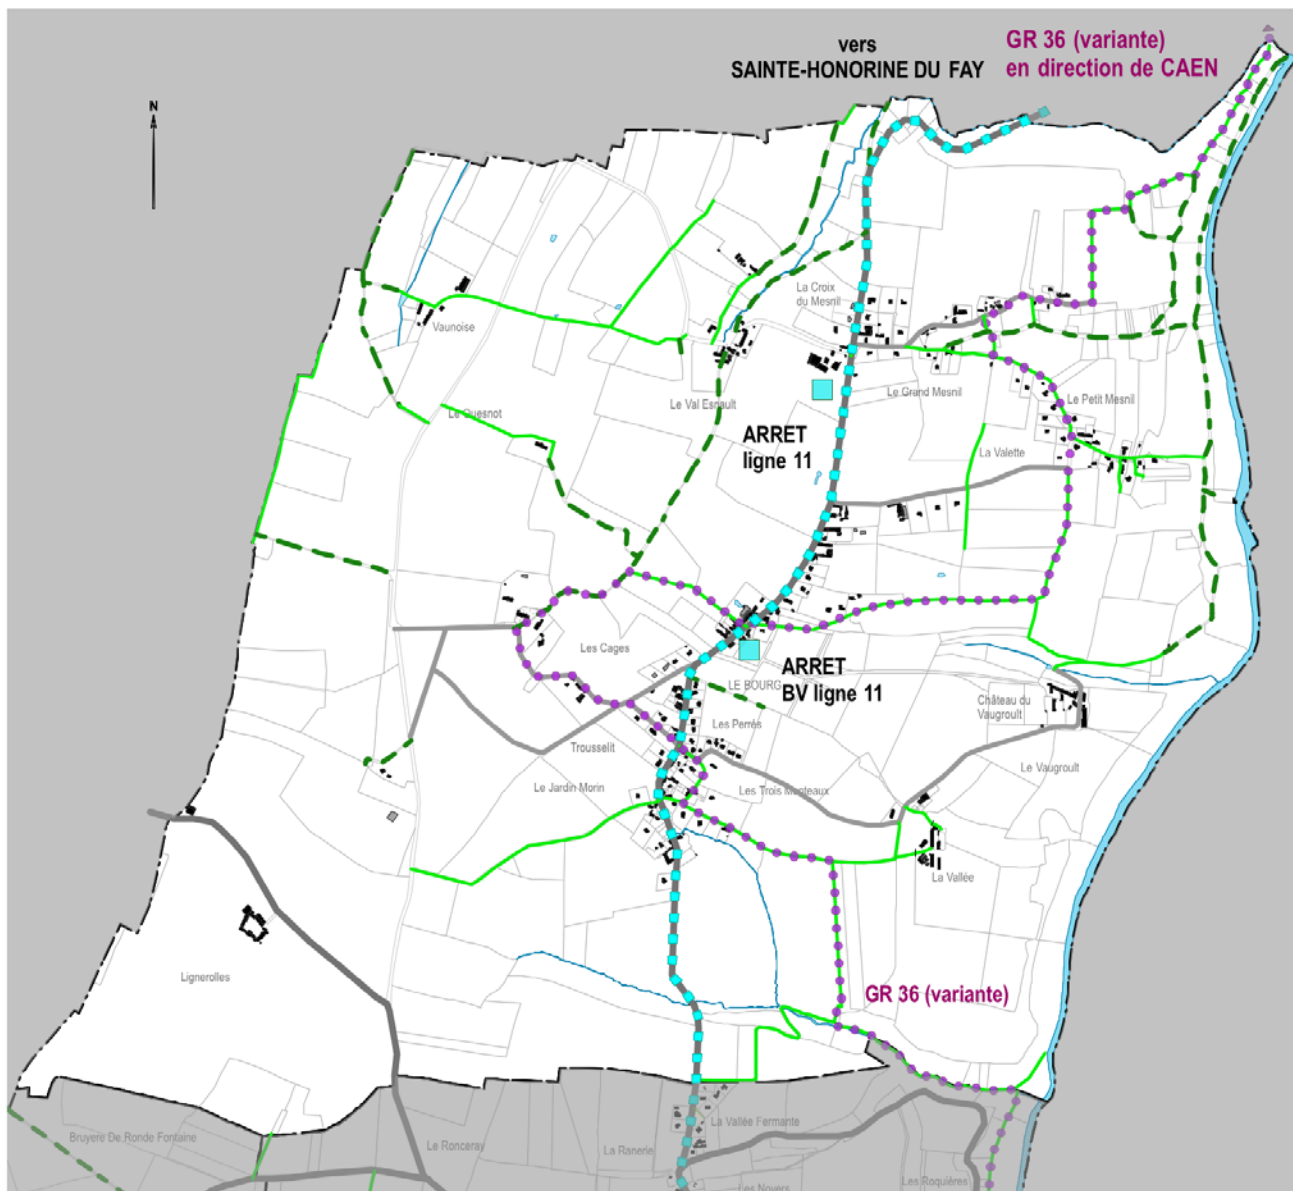 vers
SAINTE-HONORINE DU FAY
GR 36 (variante)
en direction de CAEN
N
La Croix
du Mesnil
Vaunoise
Le Quesnot
Le Val Esnault
Le Grand Mesnil
Le Petit Mesnil
ARRET
ligne 11
La Valette
Les Cages
ARRET
BV ligne 11
LE BOURG
Château du
Vaugroult
Les Perrés
Trousselit
Le Vaugroult
Le Jardin Morin
Les Trois Monteaux
La Vallée
Lignerolles
GR 36 (variante)
Bruyere De Ronde Fontaine
Le Ronceray
La Ranerie
La Vallée Fermante
Les Noyers
Les Roquières